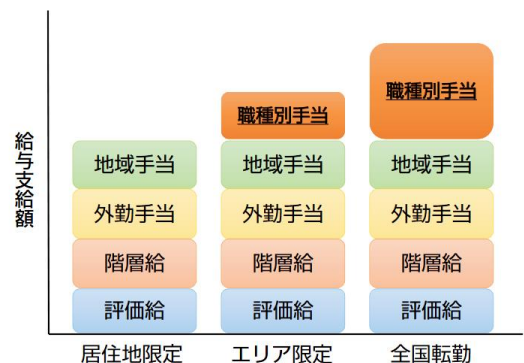 職種別手当
職種別手当
地域手当
地域手当
地域手当
外勤手当
外勤手当
外勤手当
階層給
階層給
階層給
評価給
評価給
評価給
給与支給額
居住地限定
エリア限定
全国転勤